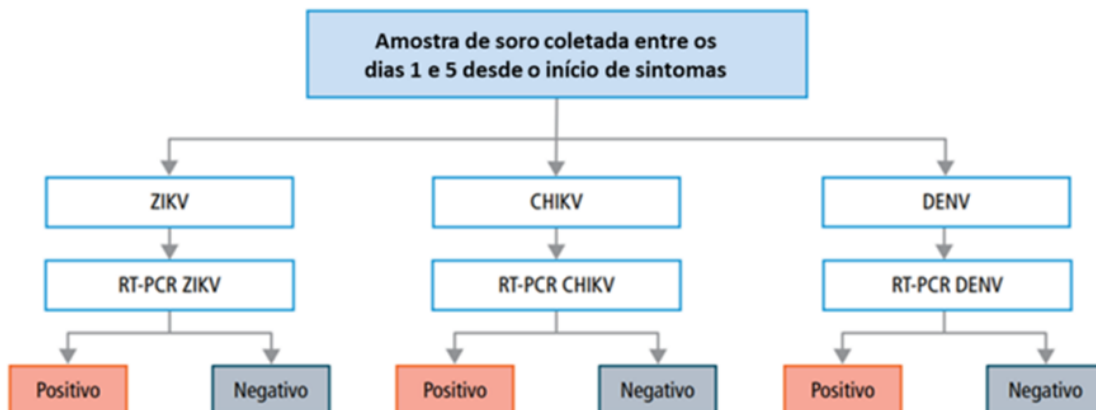 Amostra de soro coletada entre os
dias 1 e 5 desde o início de sintomas
ZIKV
CHIKV
DENV
RT-PCR ZIKV
RT-PCR CHIKV
RT-PCR DENV
Positivo
Negativo
Positivo
Negativo
Positivo
Negativo